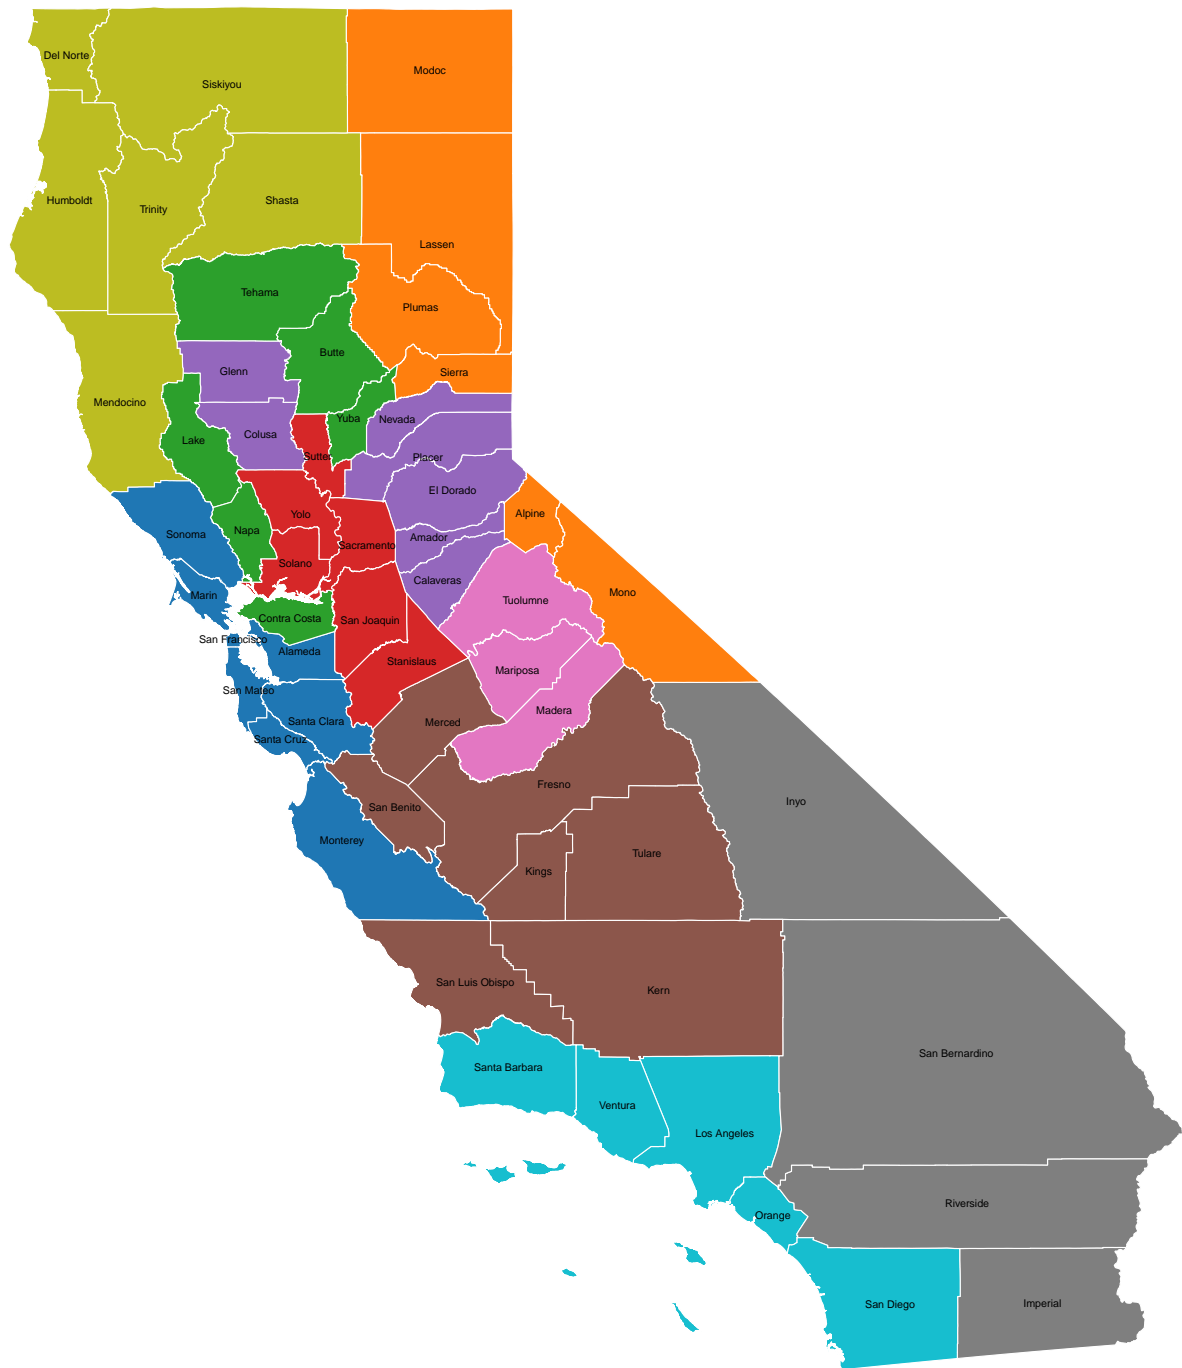 Del Norte
Siskiyou
Modoc
Humboldt
Trinity
Shasta
Lassen
Tehama
Plumas
Butte
Glenn
Sierra
Mendocino
Yuba
Nevada
Lake
Colusa
Sutter
Placer
El Dorado
Yolo
Alpine
Sonoma
Napa
Amador
Sacramento
Solano
Calaveras
Mono
Marin
Tuolumne
Contra Costa
San Joaquin
San Francisco
Alameda
Stanislaus
Mariposa
San Mateo
Madera
Santa Clara
Merced
Santa Cruz
Fresno
Inyo
San Benito
Monterey
Tulare
Kings
San Luis Obispo
Kern
San Bernardino
Santa Barbara
Ventura
Los Angeles
Riverside
Orange
San Diego
Imperial